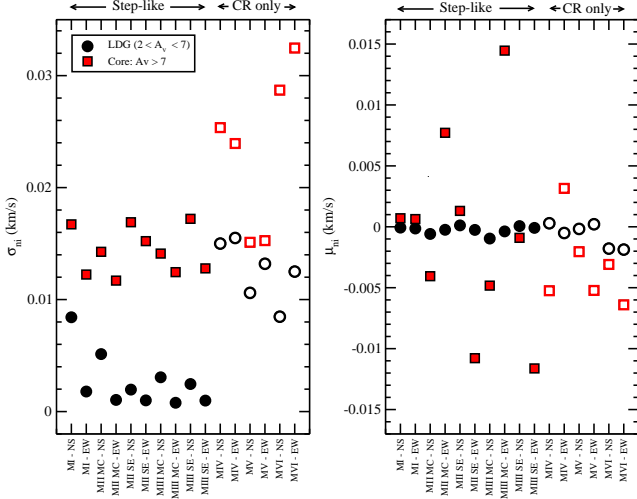 Step-like CR only
LDG (2 < Av < 7)
Core: Av > 7
σni (km/s)
0.03
0.02
0.01
0
MI - NS
MI - EW
MII MC - NS
MII MC - EW
MII SE - NS
MII SE - EW
MIII MC - NS
MIII MC - EW
MIII SE - NS
MIII SE - EW
MIV - NS
MIV - EW
MV - NS
MV - EW
MVI - NS
MVI - EW
Step-like CR only
μni (km/s)
0.015
0.01
0.005
0
-0.005
-0.01
-0.015
MI - NS
MI - EW
MII MC - NS
MII MC - EW
MII SE - NS
MII SE - EW
MIII MC - NS
MIII MC - EW
MIII SE - NS
MIII SE - EW
MIV - NS
MIV - EW
MV - NS
MV - EW
MVI - NS
MVI - EW